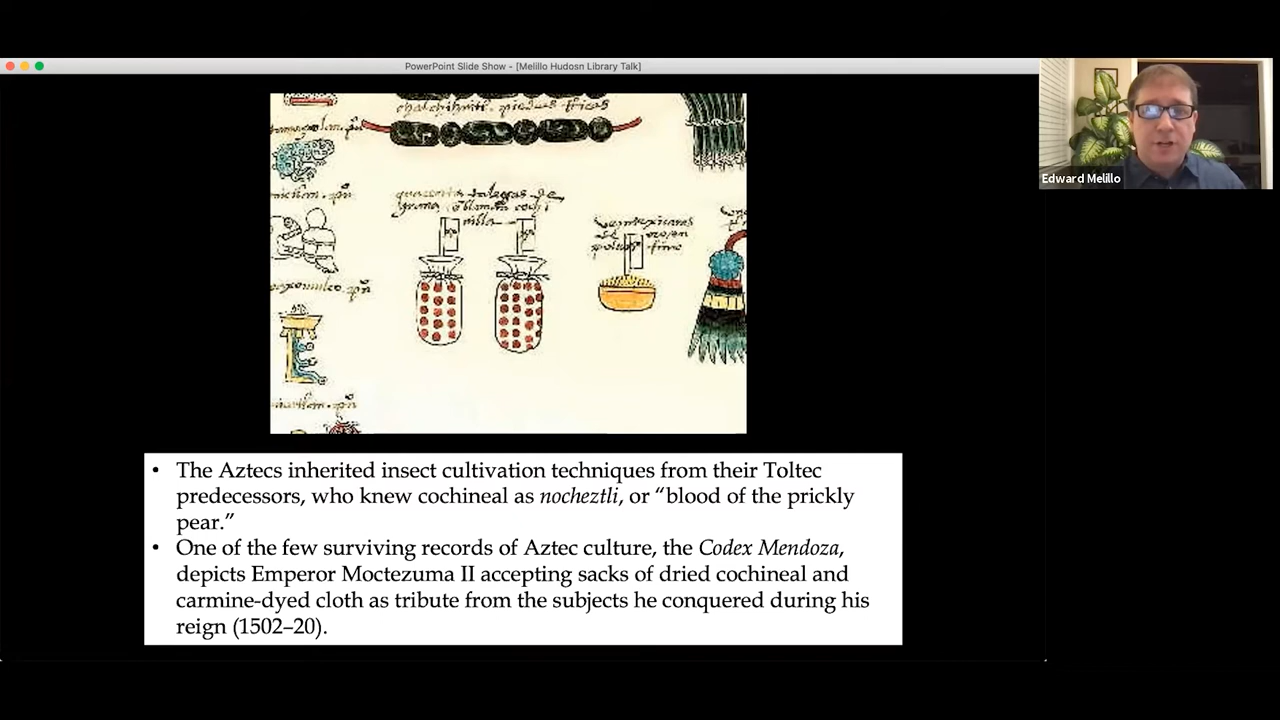 PowerPoint Slide Show - [Melillo Hudosn Library Talk]
Edward Melillo
• The Aztecs inherited insect cultivation techniques from their Toltec
predecessors, who knew cochineal as nocheztli, or “blood of the prickly
pear.”
• One of the few surviving records of Aztec culture, the Codex Mendoza,
depicts Emperor Moctezuma II accepting sacks of dried cochineal and
carmine-dyed cloth as tribute from the subjects he conquered during his
reign (1502–20).